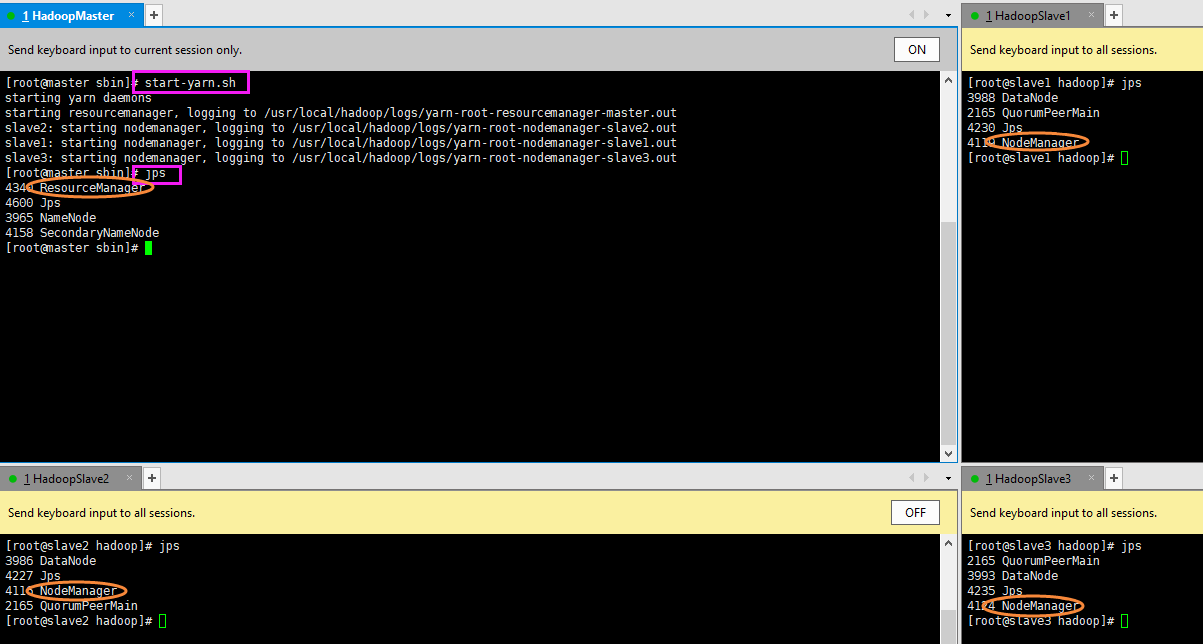 1 HadoopMaster
Send keyboard input to current session only.
ON
[root@master sbin]# start-yarn.sh
starting yarn daemons
starting resourcemanager, logging to /usr/local/hadoop/logs/yarn-root-resourcemanager-master.out
slave2: starting nodemanager, logging to /usr/local/hadoop/logs/yarn-root-nodemanager-slave2.out
slave1: starting nodemanager, logging to /usr/local/hadoop/logs/yarn-root-nodemanager-slave1.out
slave3: starting nodemanager, logging to /usr/local/hadoop/logs/yarn-root-nodemanager-slave3.out
[root@master sbin]# jps
ResourceManager
4600 Jps
3965 NameNode
4158 SecondaryNameNode
[root@master sbin]#
1 HadoopSlave1
Send keyboard input to all sessions.
[root@slave1 hadoop]# jps
3988 DataNode
2165 QuorumPeerMain
4230 Jps
NodeManager
[root@slave1 hadoop]#
1 HadoopSlave2
Send keyboard input to all sessions.
OFF
[root@slave2 hadoop]# jps
3986 DataNode
4227 Jps
NodeManager
2165 QuorumPeerMain
[root@slave2 hadoop]#
1 HadoopSlave3
Send keyboard input to all sessions.
[root@slave3 hadoop]# jps
2165 QuorumPeerMain
3993 DataNode
4235 Jps
4124 NodeManager
[root@slave3 hadoop]#